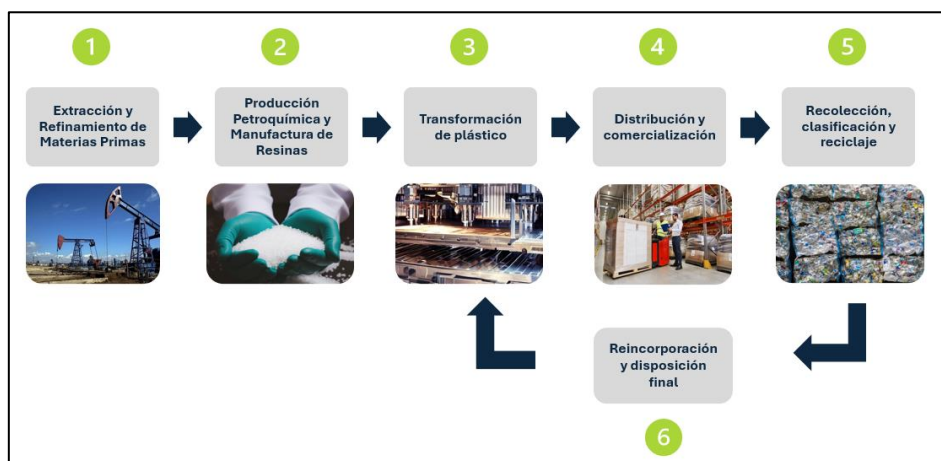 1
Extracción y
Refinamiento de
Materias Primas
2
Producción
Petroquímica y
Manufactura de
Resinas
3
Transformación
de plástico
4
Distribución y
comercialización
5
Recolección,
clasificación y
reciclaje
Reincorporación
y disposición
final
6